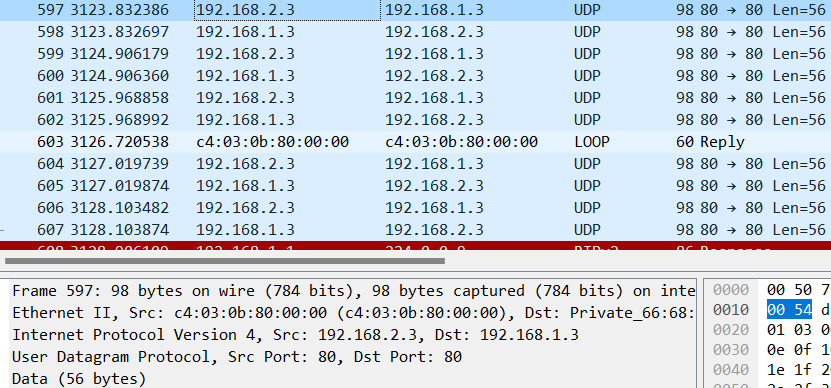 597 3123.832386 192.168.2.3 192.168.1.3 UDP 98 80 → 80 Len=56
598 3123.832697 192.168.1.3 192.168.2.3 UDP 98 80 → 80 Len=56
599 3124.906179 192.168.2.3 192.168.1.3 UDP 98 80 → 80 Len=56
600 3124.906360 192.168.1.3 192.168.2.3 UDP 98 80 → 80 Len=56
601 3125.968858 192.168.2.3 192.168.1.3 UDP 98 80 → 80 Len=56
602 3125.968992 192.168.1.3 192.168.2.3 UDP 98 80 → 80 Len=56
603 3126.720538 c4:03:0b:80:00:00 c4:03:0b:80:00:00 LOOP 60 Reply
604 3127.019739 192.168.2.3 192.168.1.3 UDP 98 80 → 80 Len=56
605 3127.019874 192.168.1.3 192.168.2.3 UDP 98 80 → 80 Len=56
606 3128.103482 192.168.2.3 192.168.1.3 UDP 98 80 → 80 Len=56
607 3128.103874 192.168.1.3 192.168.2.3 UDP 98 80 → 80 Len=56
Frame 597: 98 bytes on wire (784 bits), 98 bytes captured (784 bits) on inte
Ethernet II, Src: c4:03:0b:80:00:00 (c4:03:0b:80:00:00), Dst: Private_66:68:
Internet Protocol Version 4, Src: 192.168.2.3, Dst: 192.168.1.3
User Datagram Protocol, Src Port: 80, Dst Port: 80
Data (56 bytes)
0000 00 50 7
0010 00 54 d
0020 01 03 0
0030 0e 0f 1
0040 1e 1f 2